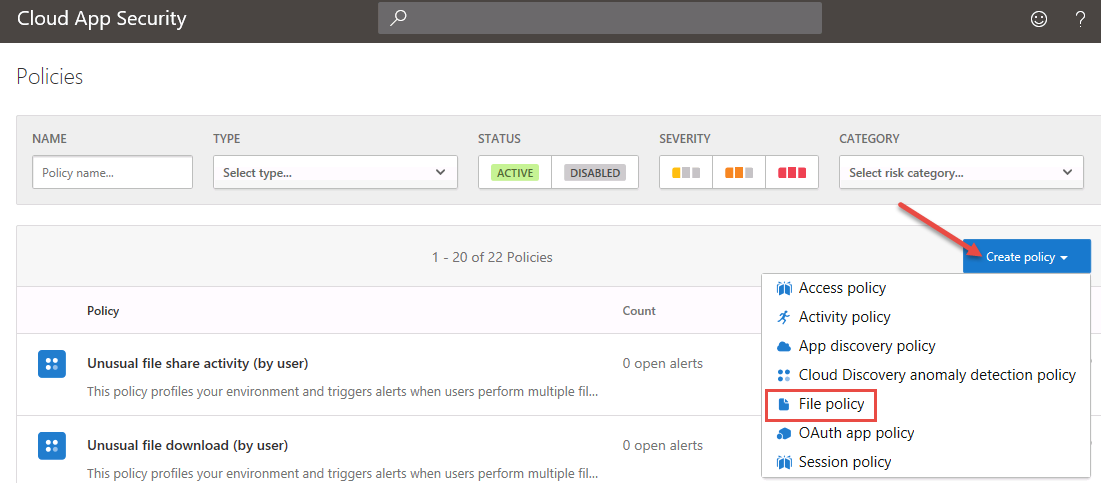 Cloud App Security
?
Policies
NAME
TYPE
STATUS
SEVERITY
CATEGORY
Policy name...
Select type...
ACTIVE
DISABLED
Select risk category...
1 - 20 of 22 Policies
Create policy
Access policy
Activity policy
App discovery policy
Cloud Discovery anomaly detection policy
File policy
OAuth app policy
Session policy
Policy
Count
Unusual file share activity (by user)
0 open alerts
This policy profiles your environment and triggers alerts when users perform multiple fil...
Unusual file download (by user)
0 open alerts
This policy profiles your environment and triggers alerts when users perform multiple fil...